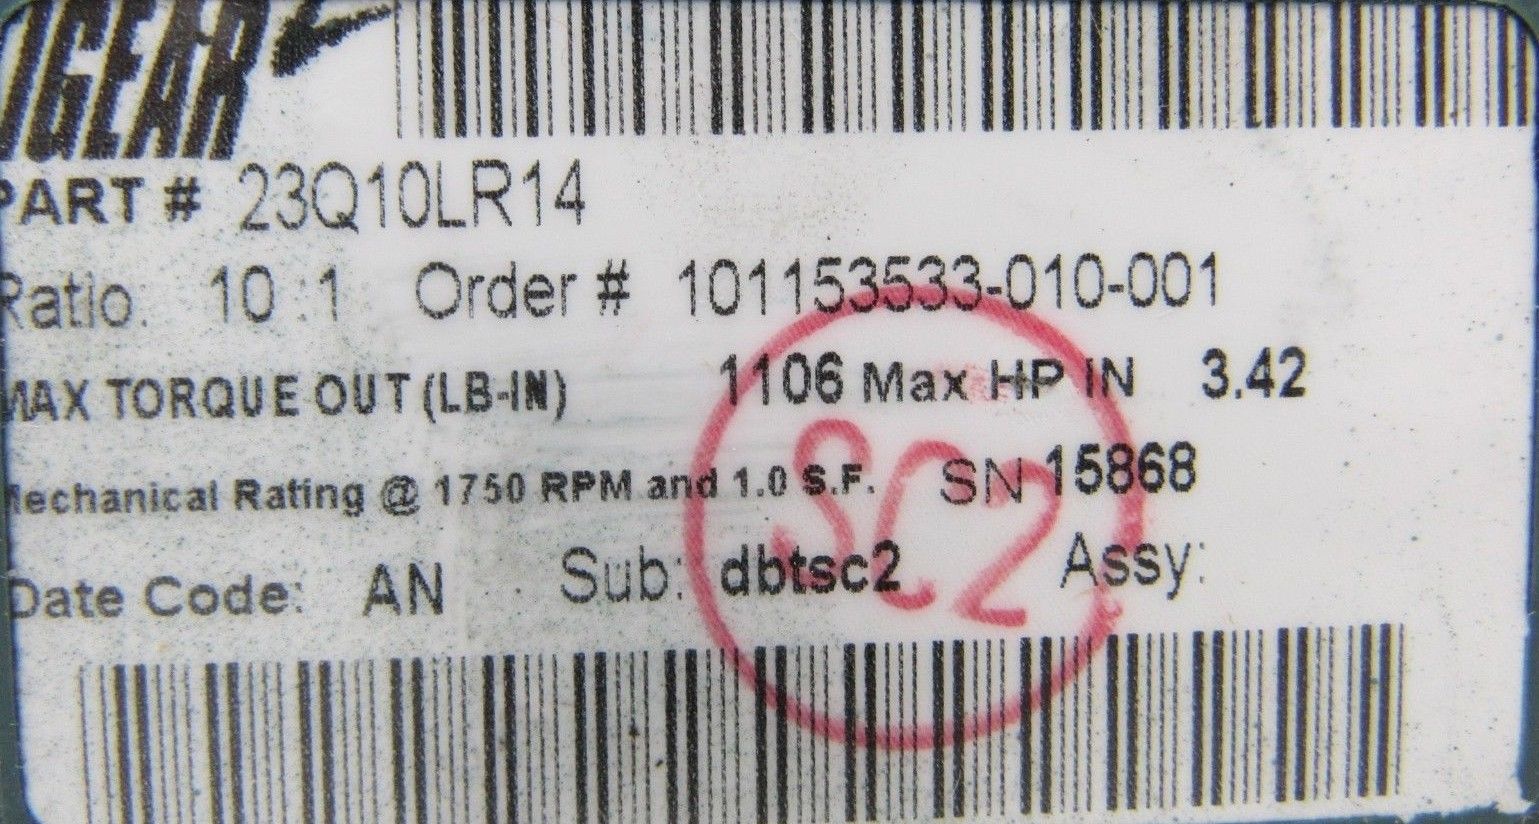 PART # 23Q10LR14
Ratio. 10 : 1 Order # 101153533-010-001
MAX TORQUE OUT (LB-IN) 1106 Max HP IN 3.42
Mechanical Rating @ 1750 RPM and 1.0 S.F. SN 15868
Date Code: AN Sub: dbtsc2 Assy:
SC2